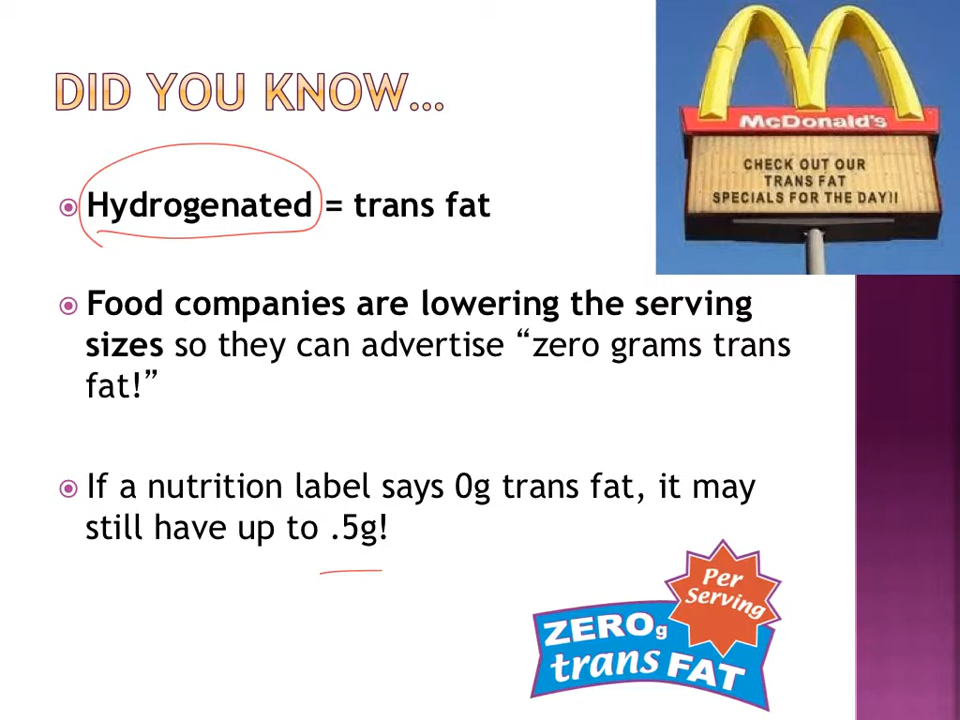 DID YOU KNOW…
McDonald's
CHECK OUT OUR
TRANS FAT
SPECIALS FOR THE DAY!!
Hydrogenated = trans fat
Food companies are lowering the serving
sizes so they can advertise “zero grams trans
fat!”
If a nutrition label says 0g trans fat, it may
still have up to .5g!
Per
Serving
ZEROg
trans FAT